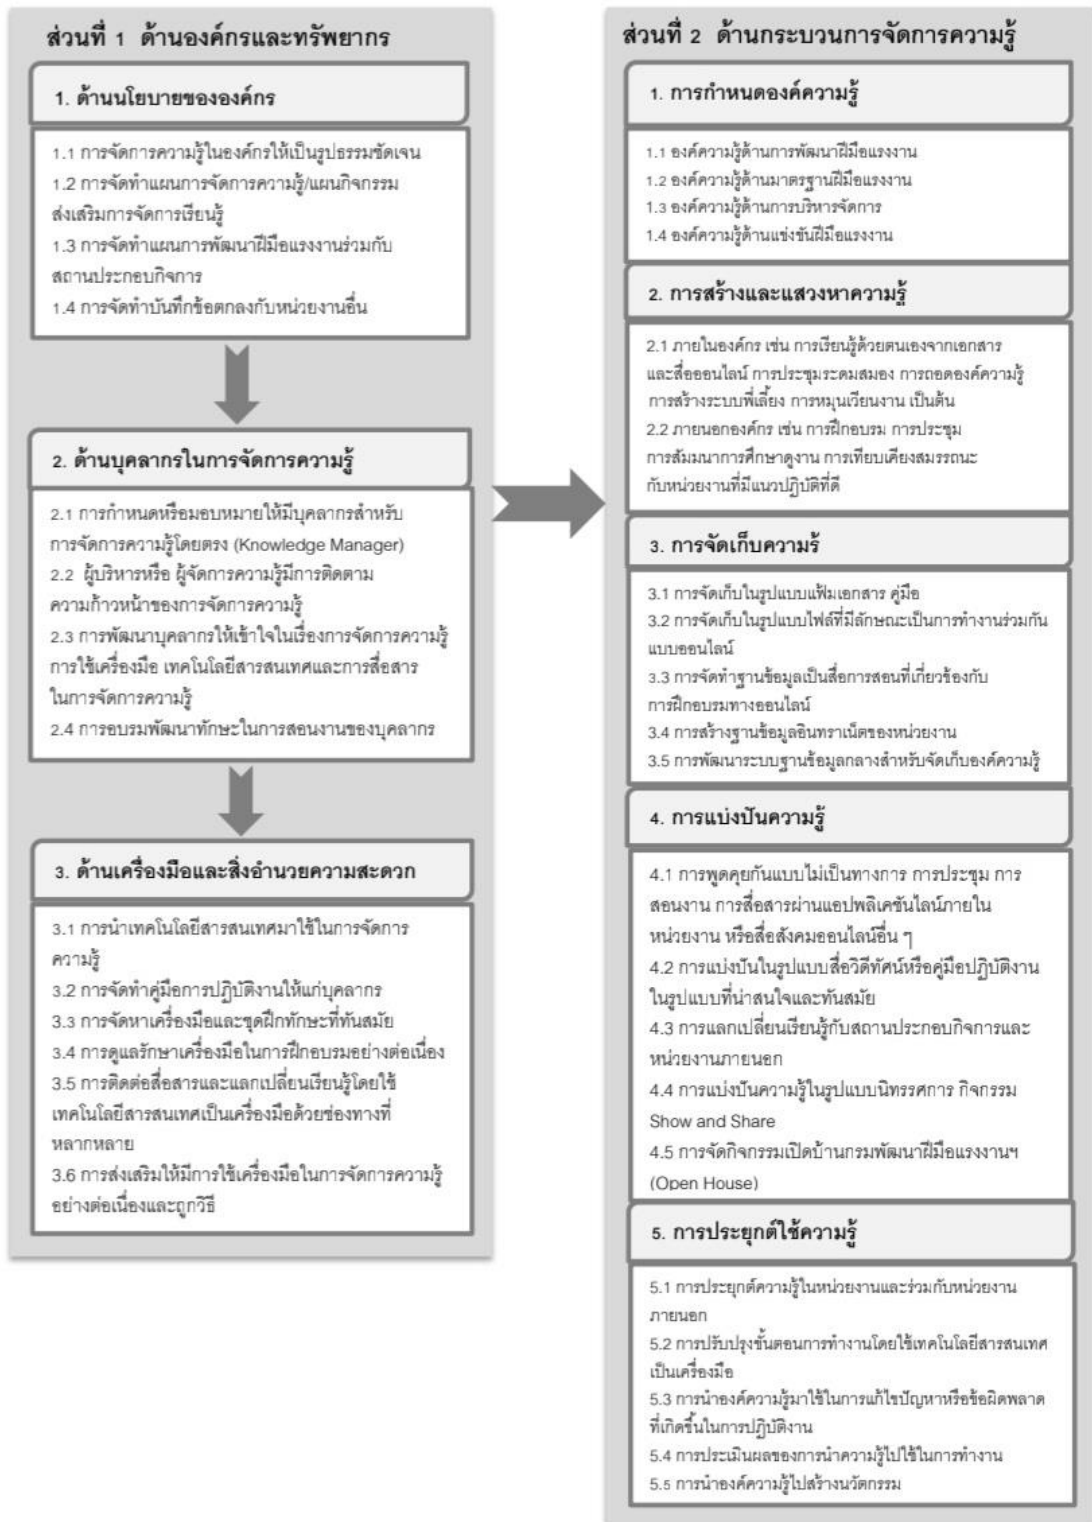 ส่วนที่ 1 ด้านองค์กรและทรัพยากร
1. ด้านนโยบายขององค์กร
1.1 การจัดการความรู้ในองค์กรให้เป็นรูปธรรมชัดเจน
1.2 การจัดทำแผนการจัดการความรู้/แผนกิจกรรม
ส่งเสริมการจัดการเรียนรู้
1.3 การจัดทำแผนการพัฒนาฝีมือแรงงานร่วมกับ
สถานประกอบกิจการ
1.4 การจัดทำบันทึกข้อตกลงกับหน่วยงานอื่น
2. ด้านบุคลากรในการจัดการความรู้
2.1 การกำหนดหรือมอบหมายให้มีบุคลากรสำหรับ
การจัดการความรู้โดยตรง (Knowledge Manager)
2.2 ผู้บริหารหรือ ผู้จัดการความรู้มีการติดตาม
ความก้าวหน้าของการจัดการความรู้
2.3 การพัฒนาบุคลากรให้เข้าใจในเรื่องการจัดการความรู้
การใช้เครื่องมือ เทคโนโลยีสารสนเทศและการสื่อสาร
ในการจัดการความรู้
2.4 การอบรมพัฒนาทักษะในการสอนงานของบุคลากร
3. ด้านเครื่องมือและสิ่งอำนวยความสะดวก
3.1 การนำเทคโนโลยีสารสนเทศมาใช้ในการจัดการ
ความรู้
3.2 การจัดทำคู่มือการปฏิบัติงานให้แก่บุคลากร
3.3 การจัดหาเครื่องมือและชุดฝึกทักษะที่ทันสมัย
3.4 การดูแลรักษาเครื่องมือในการฝึกอบรมอย่างต่อเนื่อง
3.5 การติดต่อสื่อสารและแลกเปลี่ยนเรียนรู้โดยใช้
เทคโนโลยีสารสนเทศเป็นเครื่องมือด้วยช่องทางที่
หลากหลาย
3.6 การส่งเสริมให้มีการใช้เครื่องมือในการจัดการความรู้
อย่างต่อเนื่องและถูกวิธี
ส่วนที่ 2 ด้านกระบวนการจัดการความรู้
1. การกำหนดองค์ความรู้
1.1 องค์ความรู้ด้านการพัฒนาฝีมือแรงงาน
1.2 องค์ความรู้ด้านมาตรฐานฝีมือแรงงาน
1.3 องค์ความรู้ด้านการบริหารจัดการ
1.4 องค์ความรู้ด้านแข่งขันฝีมือแรงงาน
2. การสร้างและแสวงหาความรู้
2.1 ภายในองค์กร เช่น การเรียนรู้ด้วยตนเองจากเอกสาร
และสื่อออนไลน์ การประชุมระดมสมอง การถอดองค์ความรู้
การสร้างระบบพี่เลี้ยง การหมุนเวียนงาน เป็นต้น
2.2 ภายนอกองค์กร เช่น การฝึกอบรม การประชุม
การสัมมนาการศึกษาดูงาน การเทียบเคียงสมรรถนะ
กับหน่วยงานที่มีแนวปฏิบัติที่ดี
3. การจัดเก็บความรู้
3.1 การจัดเก็บในรูปแบบแฟ้มเอกสาร คู่มือ
3.2 การจัดเก็บในรูปแบบไฟล์ที่มีลักษณะเป็นการทำงานร่วมกัน
แบบออนไลน์
3.3 การจัดทำฐานข้อมูลเป็นสื่อการสอนที่เกี่ยวข้องกับ
การฝึกอบรมทางออนไลน์
3.4 การสร้างฐานข้อมูลอินทราเน็ตของหน่วยงาน
3.5 การพัฒนาระบบฐานข้อมูลกลางสำหรับจัดเก็บองค์ความรู้
4. การแบ่งปันความรู้
4.1 การพูดคุยกันแบบไม่เป็นทางการ การประชุม การ
สอนงาน การสื่อสารผ่านแอปพลิเคชันไลน์ภายใน
หน่วยงาน หรือสื่อสังคมออนไลน์อื่น ๆ
4.2 การแบ่งปันในรูปแบบสื่อวิดีทัศน์หรือคู่มือปฏิบัติงาน
ในรูปแบบที่น่าสนใจและทันสมัย
4.3 การแลกเปลี่ยนเรียนรู้กับสถานประกอบกิจการและ
หน่วยงานภายนอก
4.4 การแบ่งปันความรู้ในรูปแบบนิทรรศการ กิจกรรม
Show and Share
4.5 การจัดกิจกรรมเปิดบ้านกรมพัฒนาฝีมือแรงงานฯ
(Open House)
5. การประยุกต์ใช้ความรู้
5.1 การประยุกต์ความรู้ในหน่วยงานและร่วมกับหน่วยงาน
ภายนอก
5.2 การปรับปรุงขั้นตอนการทำงานโดยใช้เทคโนโลยีสารสนเทศ
เป็นเครื่องมือ
5.3 การนำองค์ความรู้มาใช้ในการแก้ไขปัญหาหรือข้อผิดพลาด
ที่เกิดขึ้นในการปฏิบัติงาน
5.4 การประเมินผลของการนำความรู้ไปใช้ในการทำงาน
5.5 การนำองค์ความรู้ไปสร้างนวัตกรรม